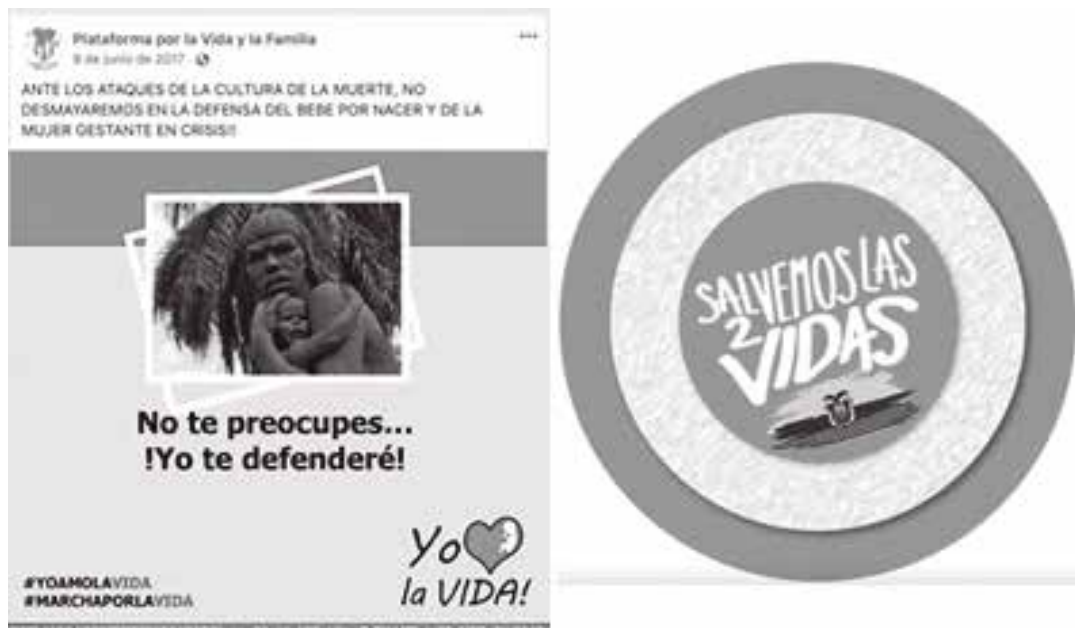 Plataforma por la Vida y la Familia
9 de junio de 2017
ANTE LOS ATAQUES DE LA CULTURA DE LA MUERTE, NO
DESMAYAREMOS EN LA DEFENSA DEL BEBE POR NACER Y DE LA
MUJER GESTANTE EN CRISIS!!
No te preocupes...
!Yo te defenderé!
Yo
la VIDA!
#YOAMOLAVIDA
#MARCHAPORLAVIDA
SALVEMOS LAS
2
VIDAS